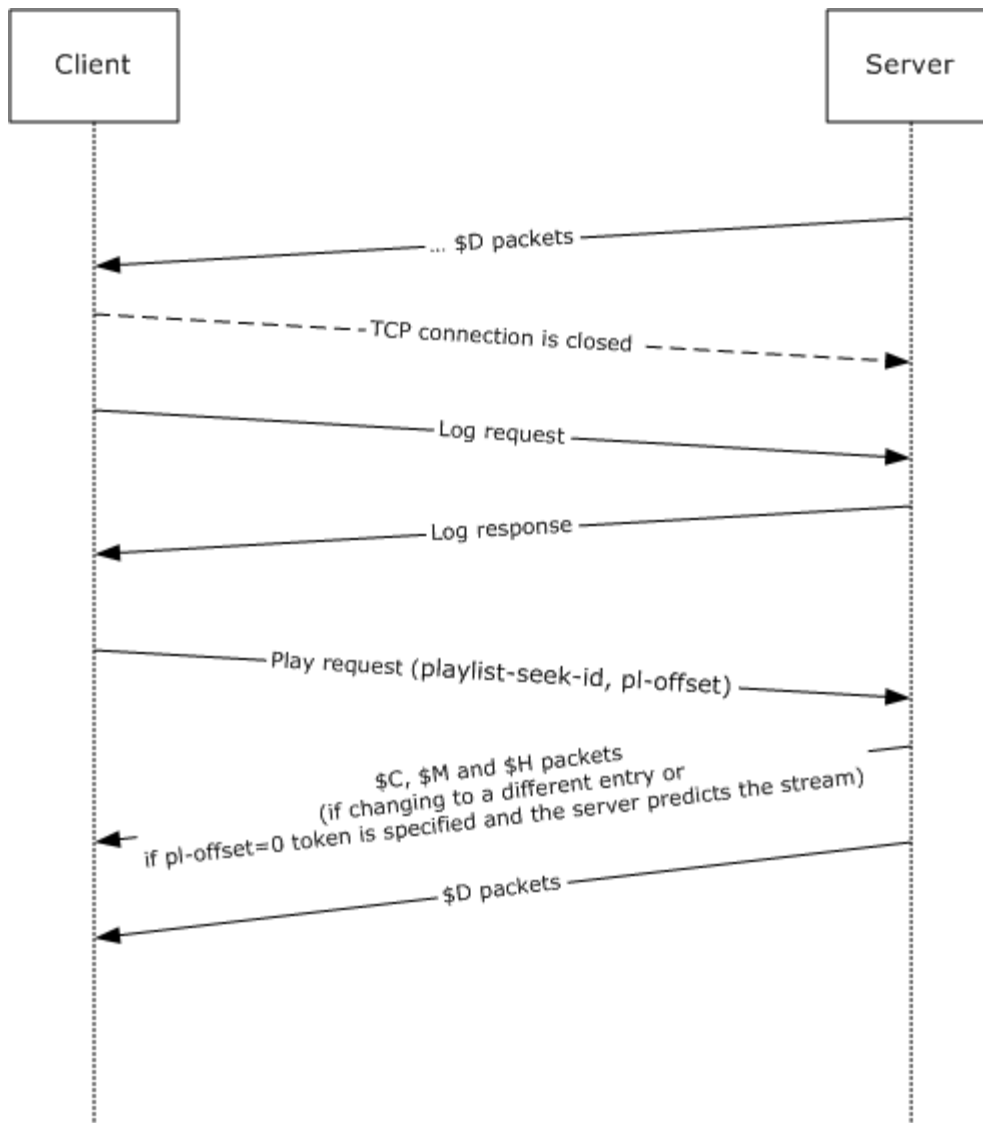 Client
Server
... $D packets
TCP connection is closed
Log request
Log response
Play request (playlist-seek-id, pl-offset)
$C, $M and $H packets
(if changing to a different entry or
if pl-offset=0 token is specified and the server predicts the stream)
$D packets